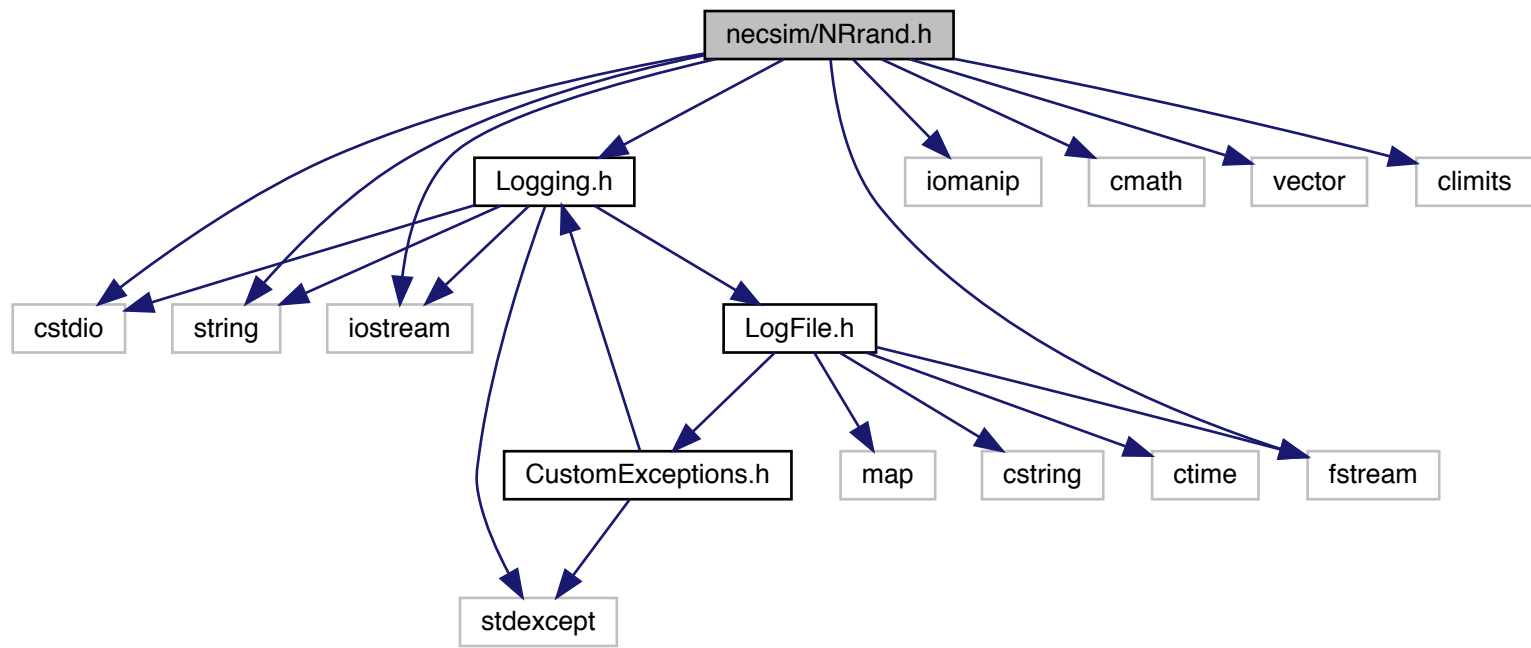 necsim/NRrand.h
Logging.h
iomanip
cmath
vector
climits
cstdio
string
iostream
LogFile.h
CustomExceptions.h
map
cstring
ctime
fstream
stdexcept